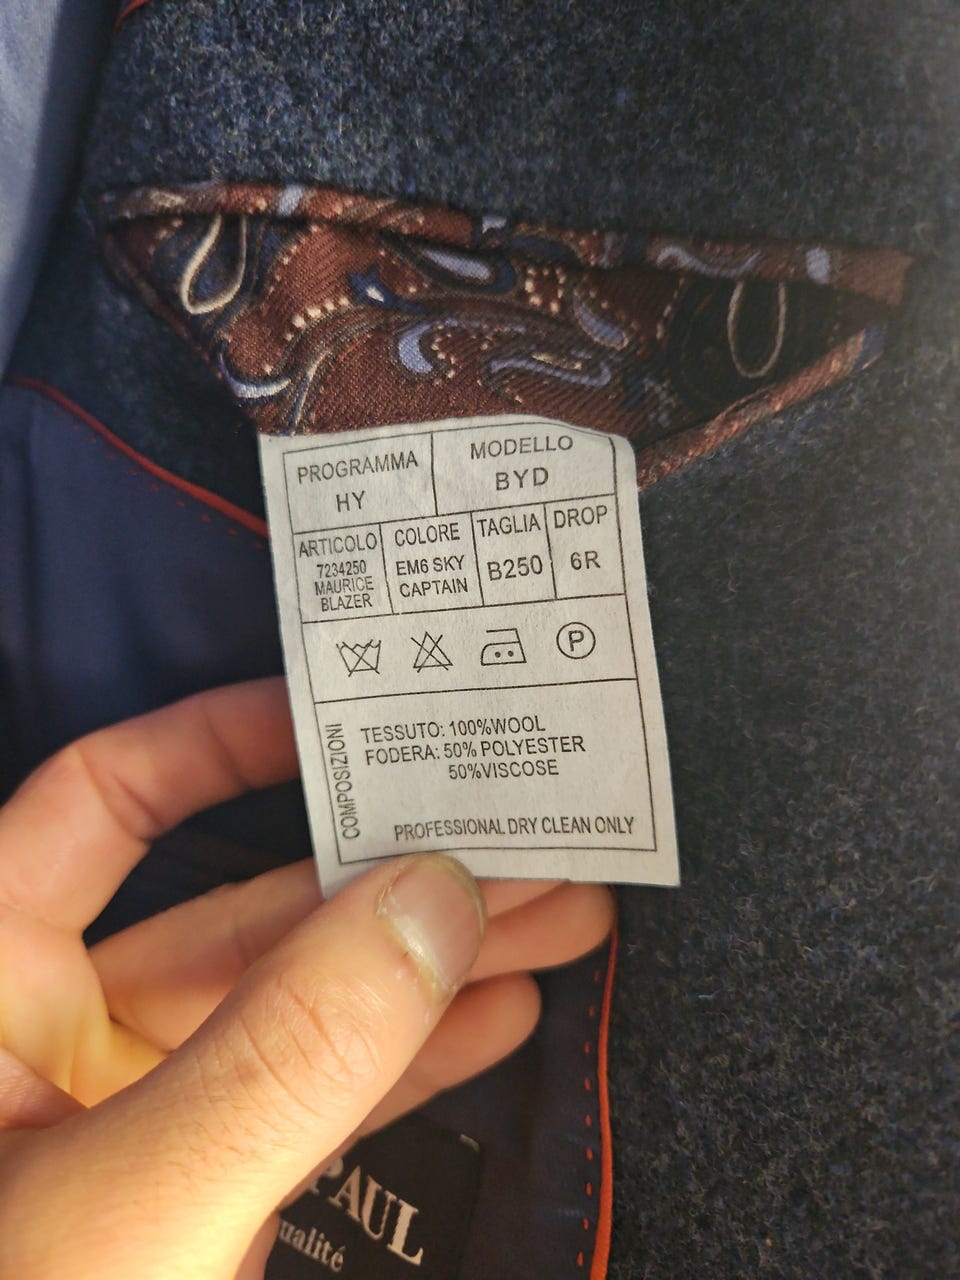 PROGRAMMA
HY
MODELLO
BYD
ARTICOLO
7234250
MAURICE
BLAZER
COLORE
EM6 SKY
CAPTAIN
TAGLIA
B250
DROP
6R
P
COMPOSIZIONI
TESSUTO: 100%WOOL
FODERA: 50% POLYESTER
50%VISCOSE
PROFESSIONAL DRY CLEAN ONLY
PAUL